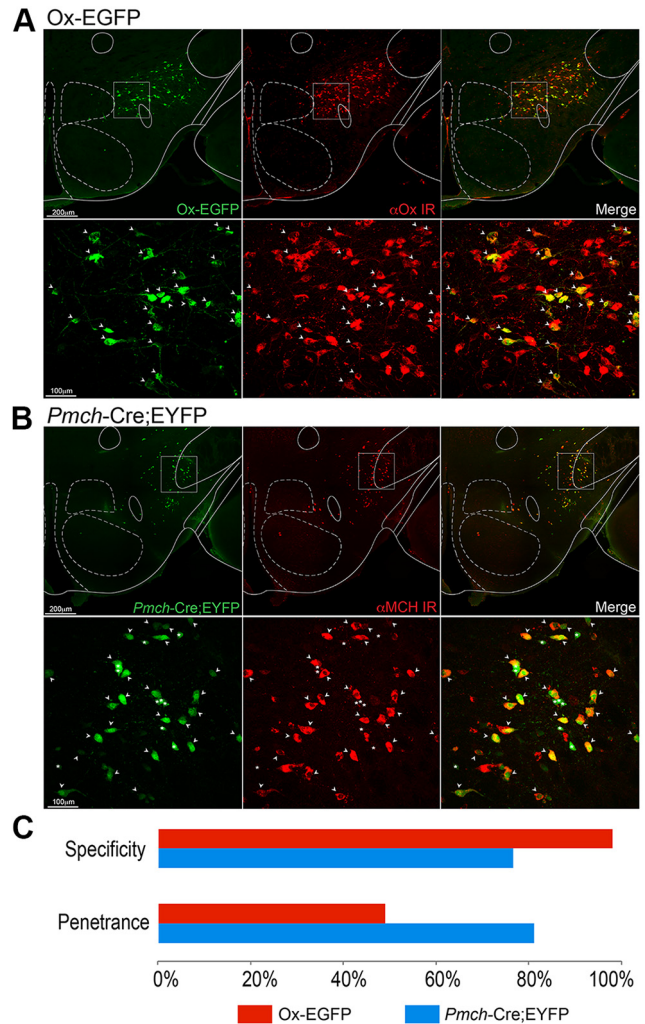 A Ox-EGFP
200μm
Ox-EGFP
αOx IR
Merge
100μm
B Pmch-Cre;EYFP
200μm
Pmch-Cre;EYFP
αMCH IR
Merge
100μm
C
Specificity
Penetrance
0% 20% 40% 60% 80% 100%
Ox-EGFP Pmch-Cre;EYFP